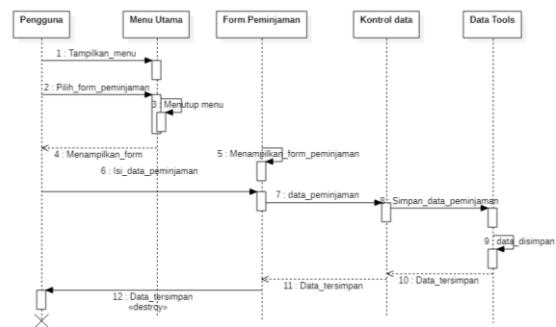 Pengguna
Menu Utama
Form Peminjaman
Kontrol data
Data Tools
1 : Tampilkan_menu
2 : Pilih_form_peminjaman
3 : Menutup menu
4 : Menampilkan_form
5 : Menampilkan_form_peminjaman
6 : Isi_data_peminjaman
7 : data_peminjaman
8 : Simpan_data_peminjaman
9 : data_disimpan
10 : Data_tersimpan
11 : Data_tersimpan
12 : Data_tersimpan
«destroy»